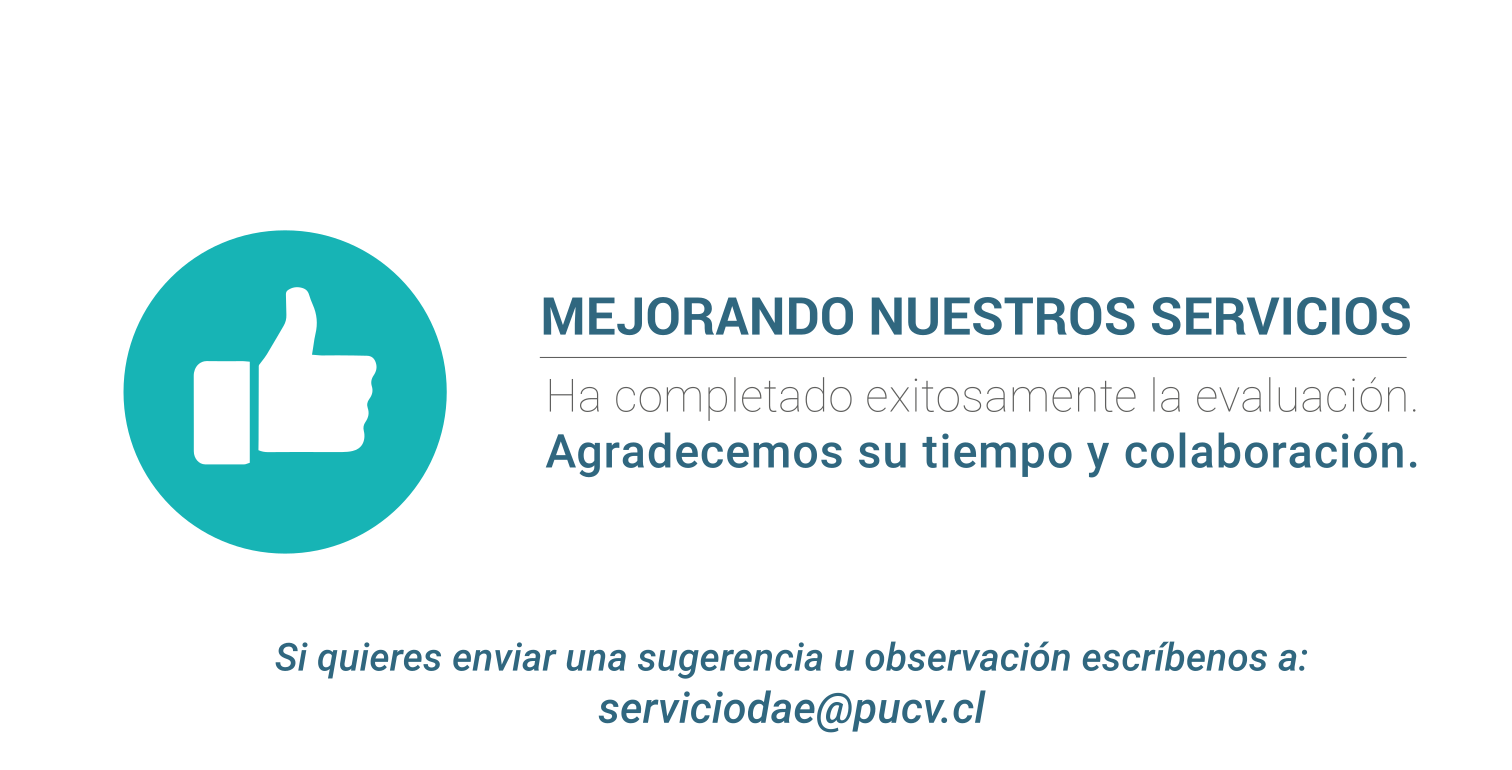 MEJORANDO NUESTROS SERVICIOS
Ha completado exitosamente la evaluación.
Agradecemos su tiempo y colaboración.
Si quieres enviar una sugerencia u observación escríbenos a:
serviciodae@pucv.cl